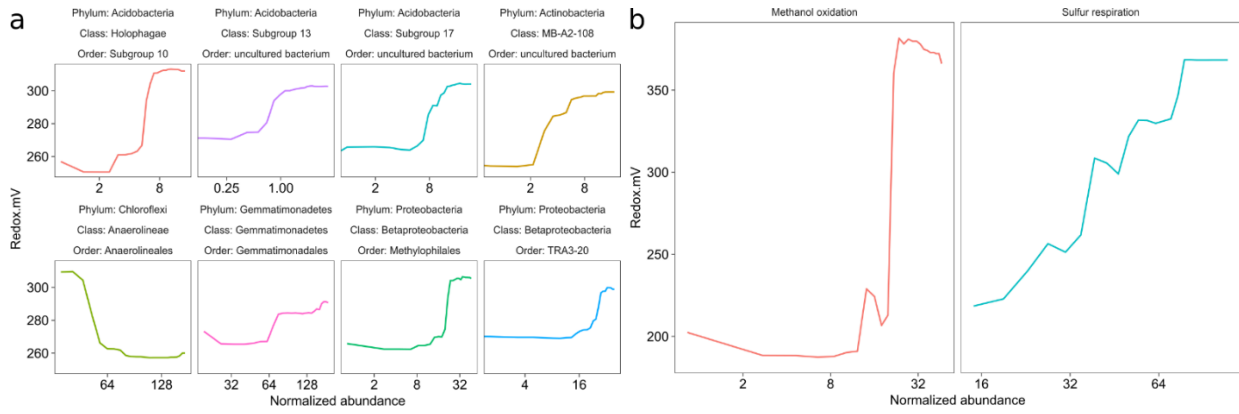 a
Phylum: Acidobacteria
Class: Holophagae
Order: Subgroup 10
Phylum: Acidobacteria
Class: Subgroup 13
Order: uncultured bacterium
Phylum: Acidobacteria
Class: Subgroup 17
Order: uncultured bacterium
Phylum: Actinobacteria
Class: MB-A2-108
Order: uncultured bacterium
300
280
260
2
8
0.25
1.00
2
8
2
8
Phylum: Chloroflexi
Class: Anaerolineae
Order: Anaerolineales
Phylum: Gemmatimonadetes
Class: Gemmatimonadetes
Order: Gemmatimonadales
Phylum: Proteobacteria
Class: Betaproteobacteria
Order: Methylophilales
Phylum: Proteobacteria
Class: Betaproteobacteria
Order: TRA3-20
300
280
260
64
128
32
64
128
2
8
32
4
16
Redox.mV
Normalized abundance
b
Methanol oxidation
Sulfur respiration
350
300
250
200
2
8
32
16
32
64
Redox.mV
Normalized abundance